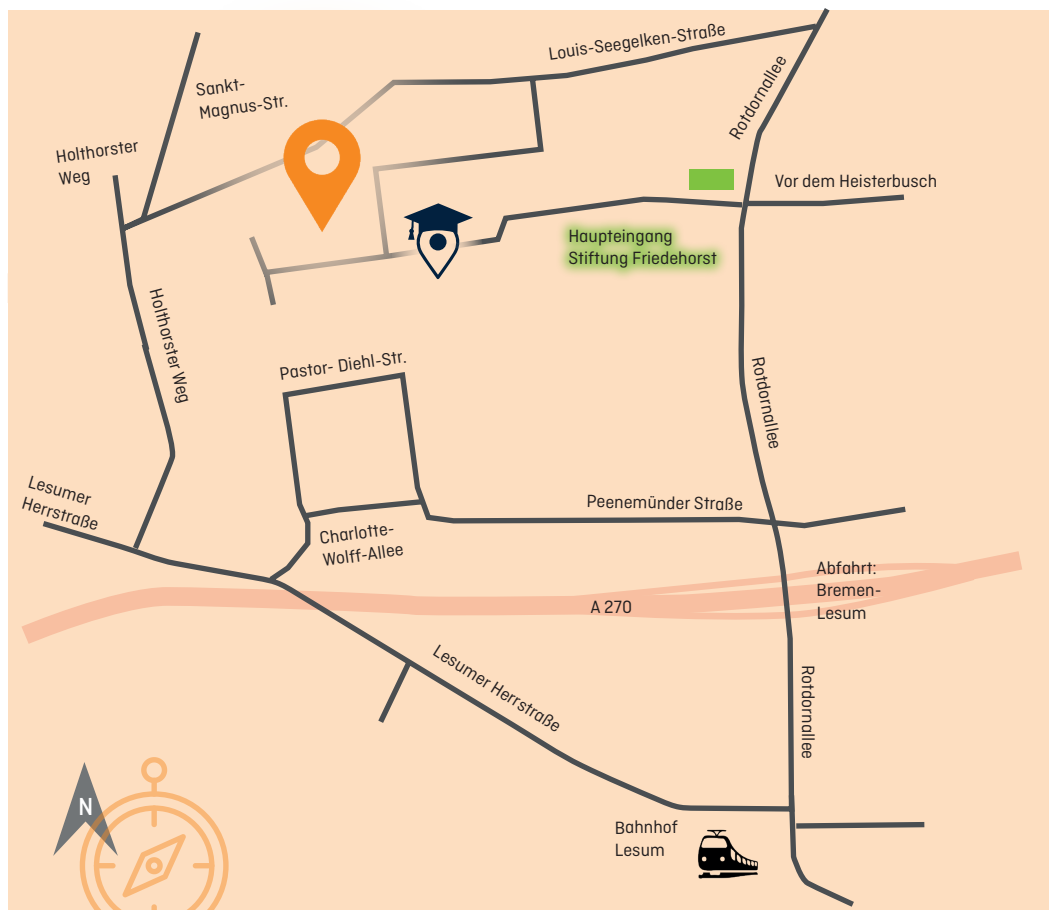 Louis-Seegelken-Straße
Sankt-
Magnus-Str.
Rotdornallee
Holthorster
Weg
Vor dem Heisterbusch
Haupteingang
Stiftung Friedehorst
Holthorster Weg
Pastor- Diehl-Str.
Rotdornallee
Lesumer
Herrstraße
Peenemünder Straße
Charlotte-
Wolff-Allee
Abfahrt:
Bremen-
Lesum
A 270
Lesumer Herrstraße
Rotdornallee
N
Bahnhof
Lesum